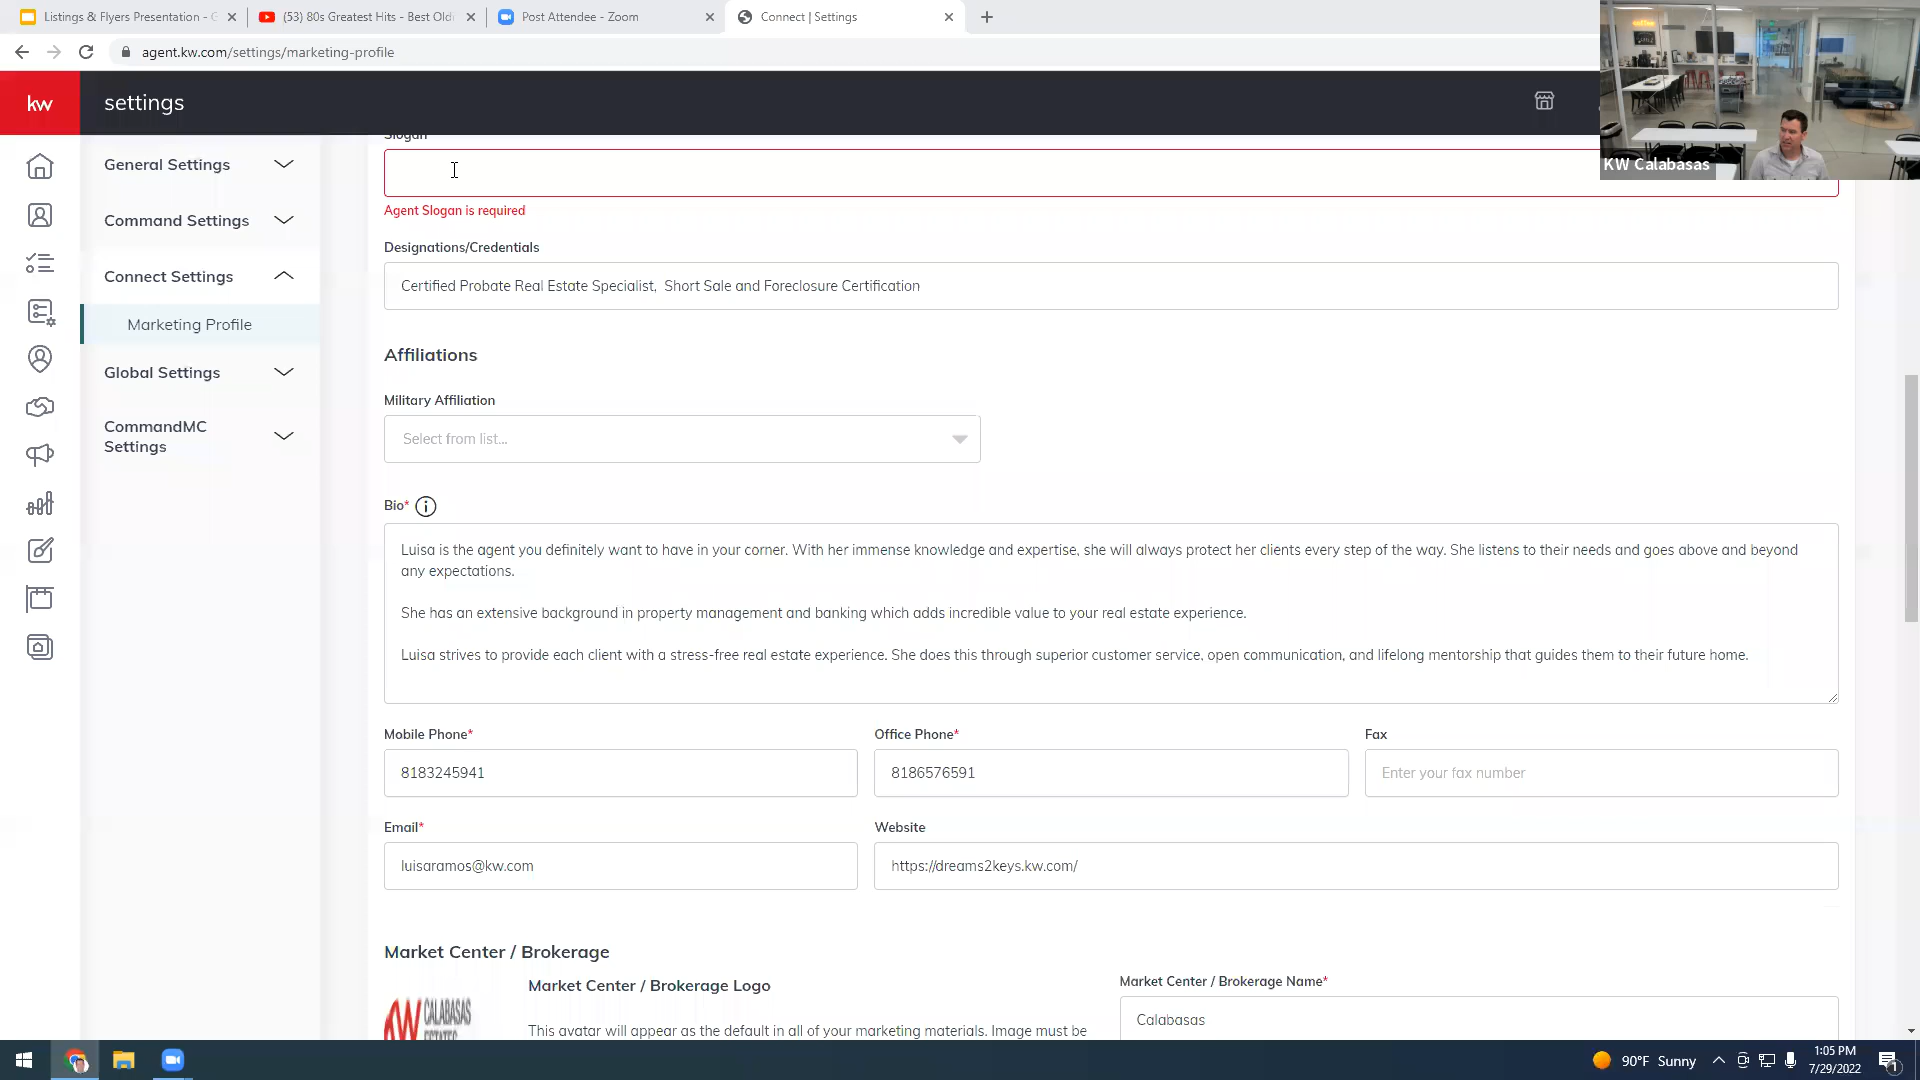 Listings & Flyers Presentation - G
(53) 80s Greatest Hits - Best Oldi
Post Attendee - Zoom
Connect | Settings
agent.kw.com/settings/marketing-profile
kw
settings
KW Calabasas
General Settings
Command Settings
Connect Settings
Marketing Profile
Global Settings
CommandMC
Settings
Slogan
Agent Slogan is required
Designations/Credentials
Certified Probate Real Estate Specialist, Short Sale and Foreclosure Certification
Affiliations
Military Affiliation
Select from list...
Bio*
Luisa is the agent you definitely want to have in your corner. With her immense knowledge and expertise, she will always protect her clients every step of the way. She listens to their needs and goes above and beyond
any expectations.
She has an extensive background in property management and banking which adds incredible value to your real estate experience.
Luisa strives to provide each client with a stress-free real estate experience. She does this through superior customer service, open communication, and lifelong mentorship that guides them to their future home.
Mobile Phone*
Office Phone*
Fax
8183245941
8186576591
Enter your fax number
Email*
Website
luisaramos@kw.com
https://dreams2keys.kw.com/
Market Center / Brokerage
Market Center / Brokerage Logo
Market Center / Brokerage Name*
KW CALABASAS
ESTATES
This avatar will appear as the default in all of your marketing materials. Image must be
Calabasas
90°F Sunny
1:05 PM
7/29/2022
1